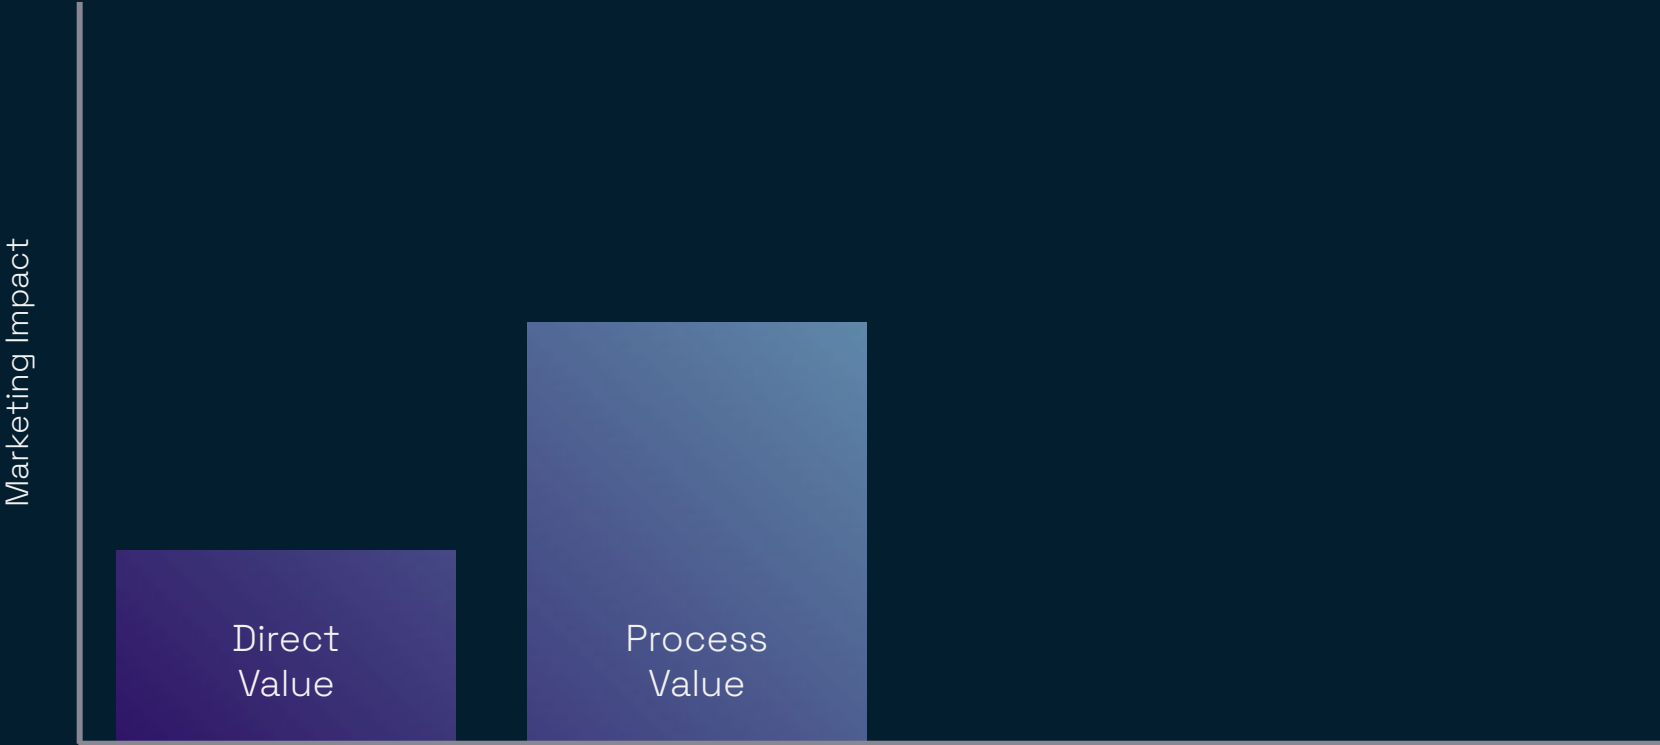 Marketing Impact
Direct
Value
Process
Value